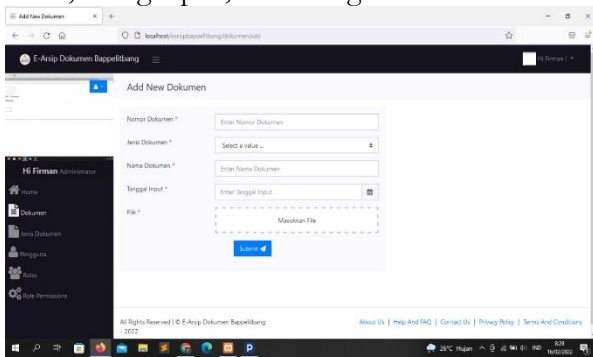 Add New Dokumen
localhost/earsipbappelitbang/dokumen/add
E-Arsip Dokumen Bappelitbang
Hi Firman !
Add New Dokumen
Nomor Dokumen *
Enter Nomor Dokumen
Jenis Dokumen *
Select a value ...
Nama Dokumen *
Enter Nama Dokumen
Tanggal Input *
Enter Tanggal Input
File *
Masukkan File
Submit
Hi Firman Administrator
Home
Dokumen
Jenis Dokumen
Pengguna
Roles
Role Permissions
All Rights Reserved | © E-Arsip Dokumen Bappelitbang - 2022
About Us | Help And FAQ | Contact Us | Privacy Policy | Terms And Conditions
26°C Hujan
IND
8:29
16/02/2022